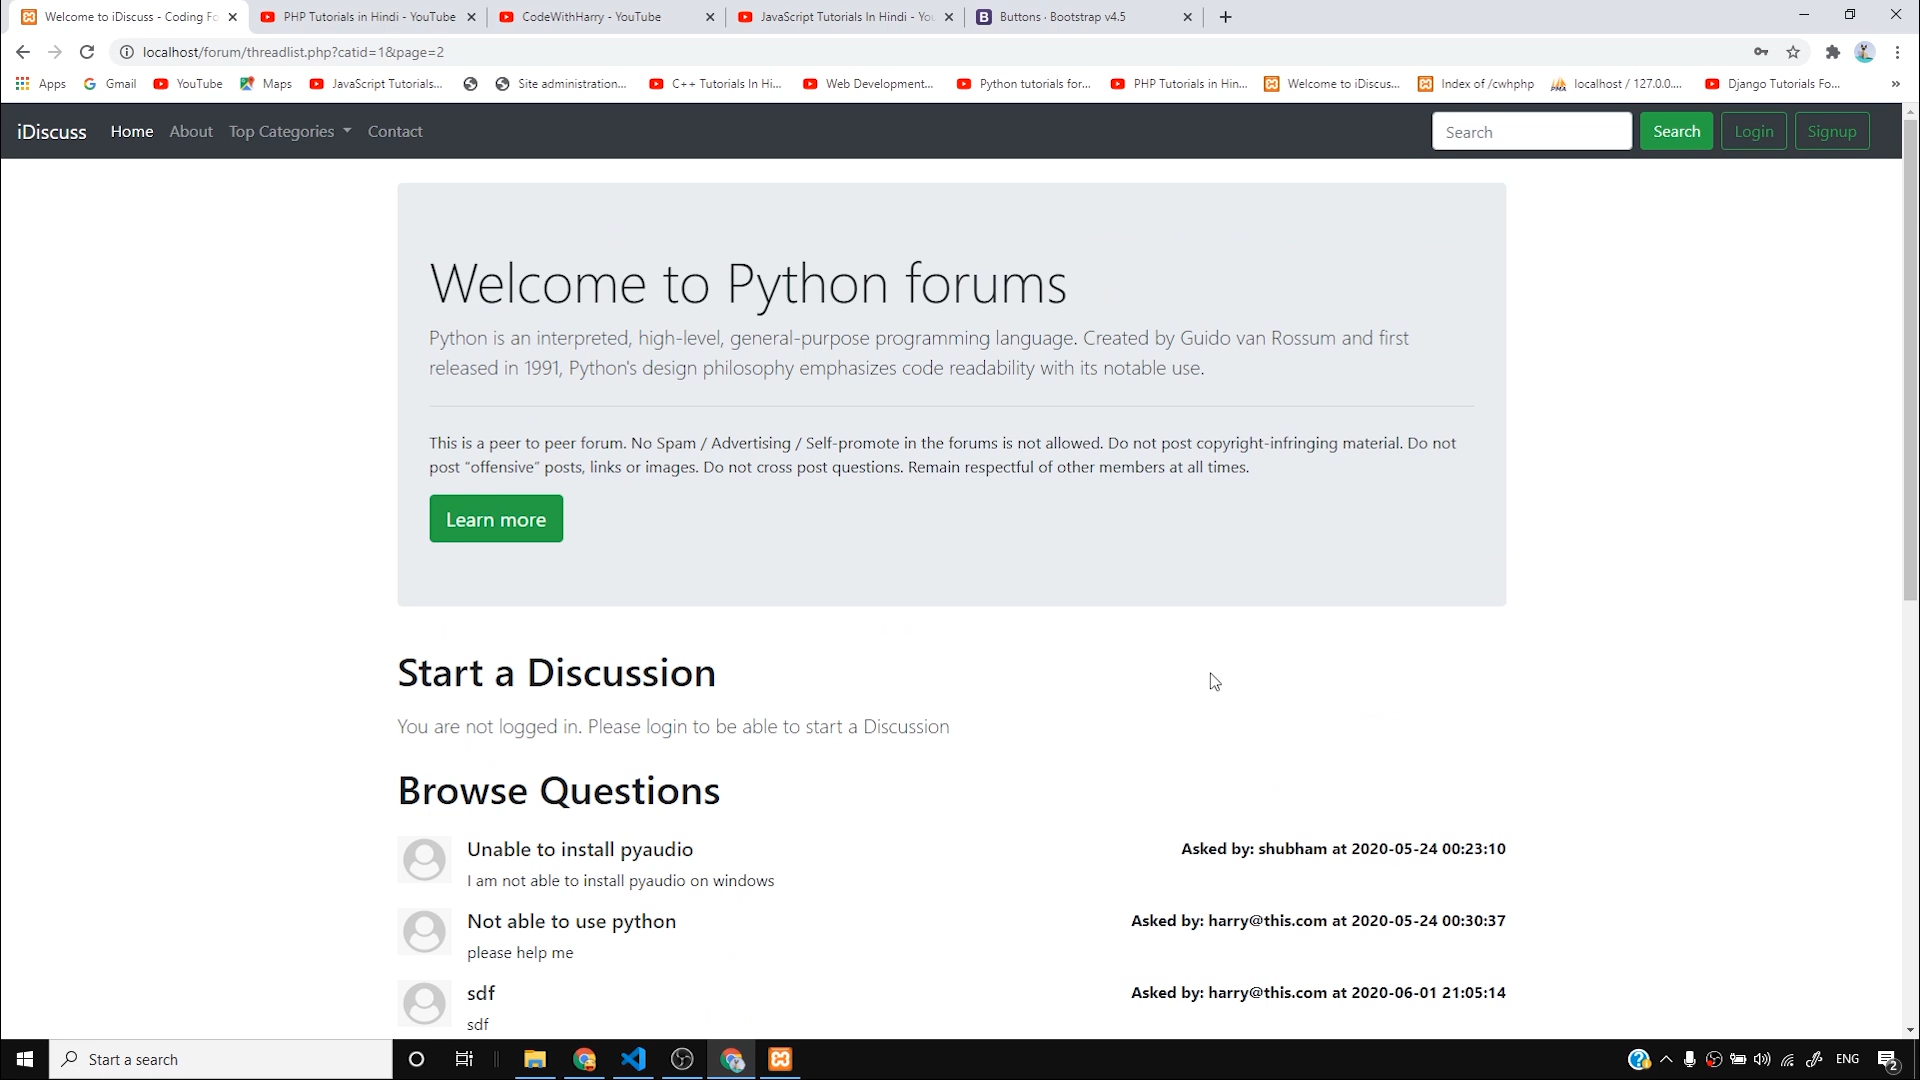 Welcome to iDiscuss - Coding Fo
PHP Tutorials in Hindi - YouTube
CodeWithHarry - YouTube
JavaScript Tutorials In Hindi - You
Buttons · Bootstrap v4.5
localhost/forum/threadlist.php?catid=1&page=2
Apps
Gmail
YouTube
Maps
JavaScript Tutorials...
Site administration...
C++ Tutorials In Hi...
Web Development...
Python tutorials for...
PHP Tutorials in Hin...
Welcome to iDiscus...
Index of /cwhphp
localhost / 127.0.0....
Django Tutorials Fo...
»
iDiscuss Home About Top Categories Contact
Search
Search
Login
Signup
Welcome to Python forums
Python is an interpreted, high-level, general-purpose programming language. Created by Guido van Rossum and first
released in 1991, Python's design philosophy emphasizes code readability with its notable use.
This is a peer to peer forum. No Spam / Advertising / Self-promote in the forums is not allowed. Do not post copyright-infringing material. Do not
post “offensive” posts, links or images. Do not cross post questions. Remain respectful of other members at all times.
Learn more
Start a Discussion
You are not logged in. Please login to be able to start a Discussion
Browse Questions
Unable to install pyaudio
Asked by: shubham at 2020-05-24 00:23:10
I am not able to install pyaudio on windows
Not able to use python
Asked by: harry@this.com at 2020-05-24 00:30:37
please help me
sdf
Asked by: harry@this.com at 2020-06-01 21:05:14
sdf
Start a search
ENG
2